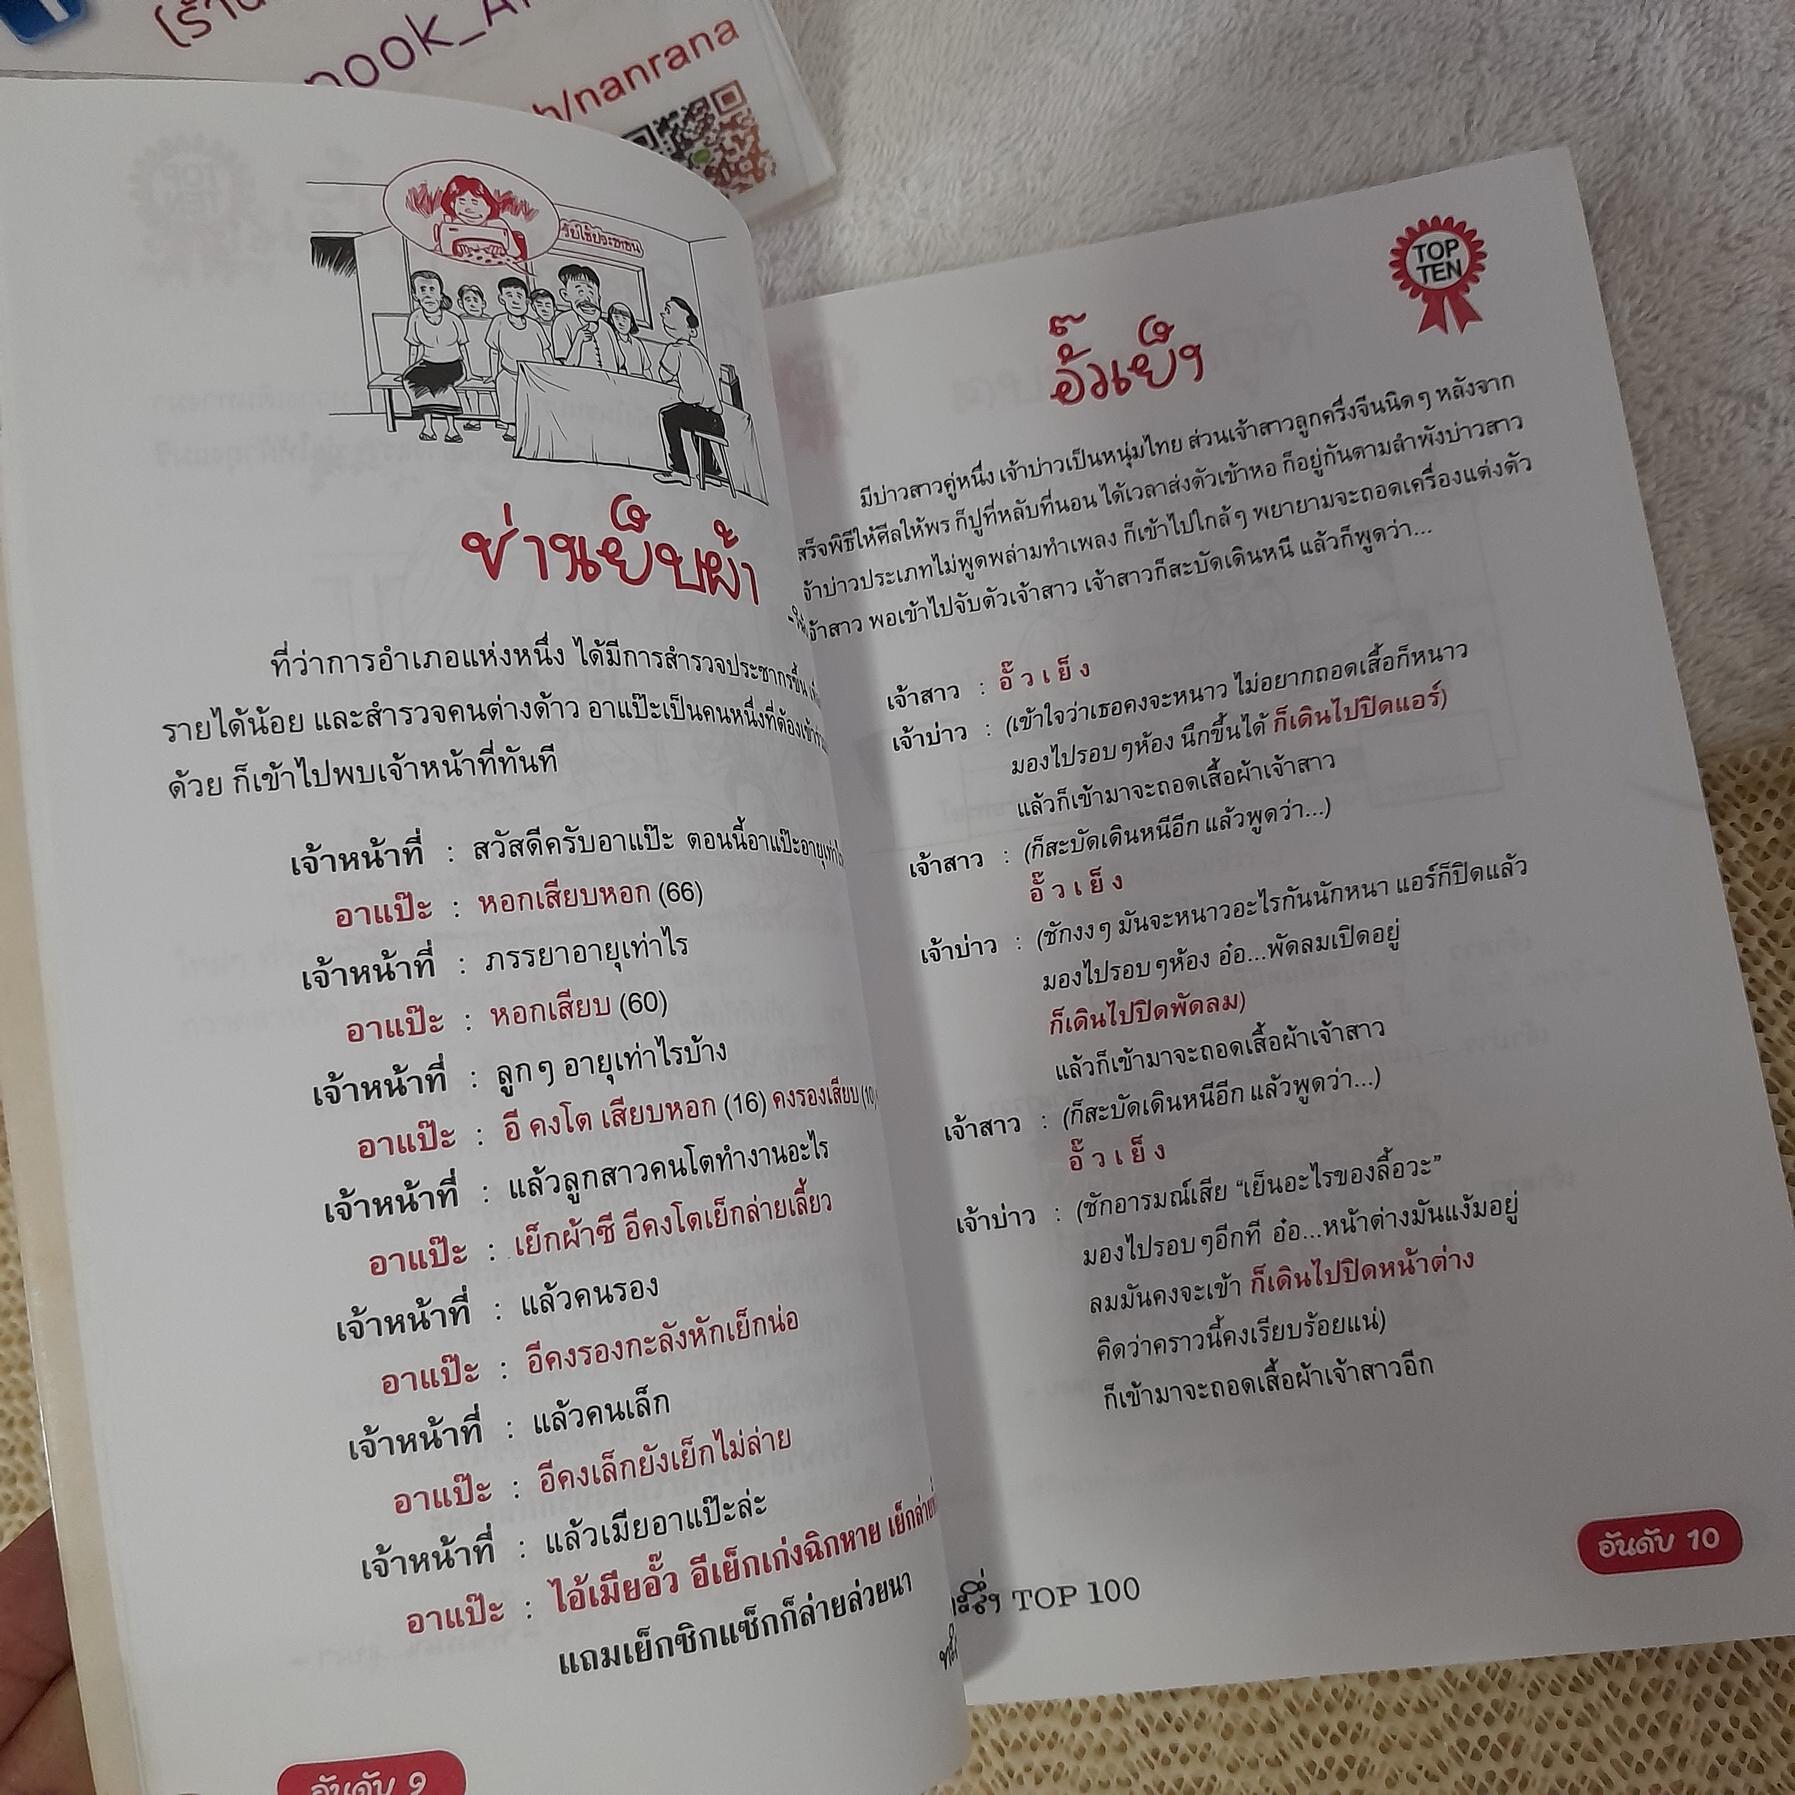 nanrana
รับใช้ประชาชน
ช่างเย็บผ้า
ที่ว่าการอำเภอแห่งหนึ่ง ได้มีการสำรวจประชากรขึ้น
รายได้น้อย และสำรวจคนต่างด้าว อาแป๊ะเป็นคนหนึ่งที่ต้องเข้า
ด้วย ก็เข้าไปพบเจ้าหน้าที่ทันที
เจ้าหน้าที่ : สวัสดีครับอาแป๊ะ ตอนนี้อาแป๊ะอายุเท่า
อาแป๊ะ : หอกเสียบหอก (66)
เจ้าหน้าที่ : ภรรยาอายุเท่าไร
อาแป๊ะ : หอกเสียบ (60)
เจ้าหน้าที่ : ลูกๆ อายุเท่าไรบ้าง
อาแป๊ะ : อี คงโต เสียบหอก (16) คงรองเสียบ (10)
เจ้าหน้าที่ : แล้วลูกสาวคนโตทำงานอะไร
อาแป๊ะ : เย็กผ้าซี อีคงโตเย็กล่ายเลี้ยว
เจ้าหน้าที่ : แล้วคนรอง
อาแป๊ะ : อีคงรองกะลังหักเย็กน่อ
เจ้าหน้าที่ : แล้วคนเล็ก
อาแป๊ะ : อีคงเล็กยังเย็กไม่ล่าย
เจ้าหน้าที่ : แล้วเมียอาแป๊ะล่ะ
อาแป๊ะ : ไอ้เมียอั๊ว อีเย็กเก่งฉิกหาย เย็กล่าย
แถมเย็กซิกแซ็กก็ล่ายล่วยนา
อันดับ 9
TOP TEN
อั๊วเย็ง
มีบ่าวสาวคู่หนึ่ง เจ้าบ่าวเป็นหนุ่มไทย ส่วนเจ้าสาวลูกครึ่งจีนนิดๆ หลังจาก
สร็จพิธีให้ศีลให้พร ก็ปูที่หลับที่นอน ได้เวลาส่งตัวเข้าหอ ก็อยู่กันตามลำพังบ่าวสาว
จ้าบ่าวประเภทไม่พูดพล่ามทำเพลง ก็เข้าไปใกล้ๆ พยายามจะถอดเครื่องแต่งตัว
จ้าสาว พอเข้าไปจับตัวเจ้าสาว เจ้าสาวก็สะบัดเดินหนี แล้วก็พูดว่า...
เจ้าสาว : อั๊ ว เ ย็ ง
เจ้าบ่าว : (เข้าใจว่าเธอคงจะหนาว ไม่อยากถอดเสื้อก็หนาว
มองไปรอบๆห้อง นึกขึ้นได้ ก็เดินไปปิดแอร์)
แล้วก็เข้ามาจะถอดเสื้อผ้าเจ้าสาว
เจ้าสาว : (ก็สะบัดเดินหนีอีก แล้วพูดว่า...)
อั๊ ว เ ย็ ง
เจ้าบ่าว : (ชักงงๆ มันจะหนาวอะไรกันนักหนา แอร์ก็ปิดแล้ว
มองไปรอบๆห้อง อ๋อ...พัดลมเปิดอยู่
ก็เดินไปปิดพัดลม)
แล้วก็เข้ามาจะถอดเสื้อผ้าเจ้าสาว
เจ้าสาว : (ก็สะบัดเดินหนีอีก แล้วพูดว่า...)
อั๊ ว เ ย็ ง
เจ้าบ่าว : (ชักอารมณ์เสีย “เย็นอะไรของลื้อวะ”
มองไปรอบๆอีกที อ๋อ...หน้าต่างมันแง้มอยู่
ลมมันคงจะเข้า ก็เดินไปปิดหน้าต่าง
คิดว่าคราวนี้คงเรียบร้อยแน่)
ก็เข้ามาจะถอดเสื้อผ้าเจ้าสาวอีก
อันดับ 10
TOP 100